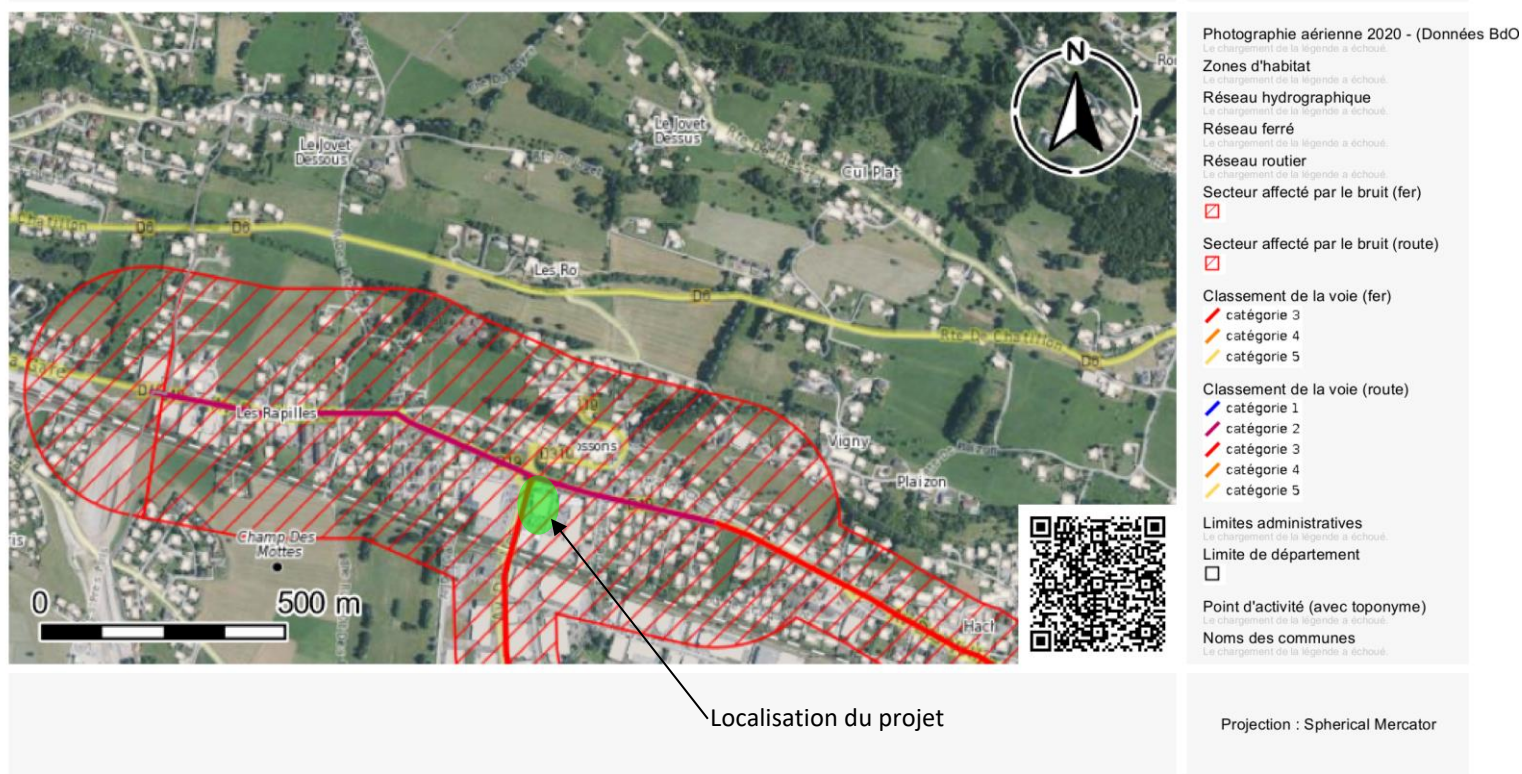 N
Le Jovet
Dessus
Le Jovet
Dessous
Cul Plat
Chatillon
D6
D6
Les Ro
D6
Rte De Chatillon
D6
Les Rapilles
ossons
Vigny
Plaizon
Champ Des
Mottes
0
500 m
Hach
Localisation du projet
Photographie aérienne 2020 - (Données BdO
Le chargement de la légende a échoué.
Zones d'habitat
Le chargement de la légende a échoué.
Réseau hydrographique
Le chargement de la légende a échoué.
Réseau ferré
Le chargement de la légende a échoué.
Réseau routier
Le chargement de la légende a échoué.
Secteur affecté par le bruit (fer)
Secteur affecté par le bruit (route)
Classement de la voie (fer)
catégorie 3
catégorie 4
catégorie 5
Classement de la voie (route)
catégorie 1
catégorie 2
catégorie 3
catégorie 4
catégorie 5
Limites administratives
Le chargement de la légende a échoué.
Limite de département
Point d'activité (avec toponyme)
Le chargement de la légende a échoué.
Noms des communes
Le chargement de la légende a échoué.
Projection : Spherical Mercator